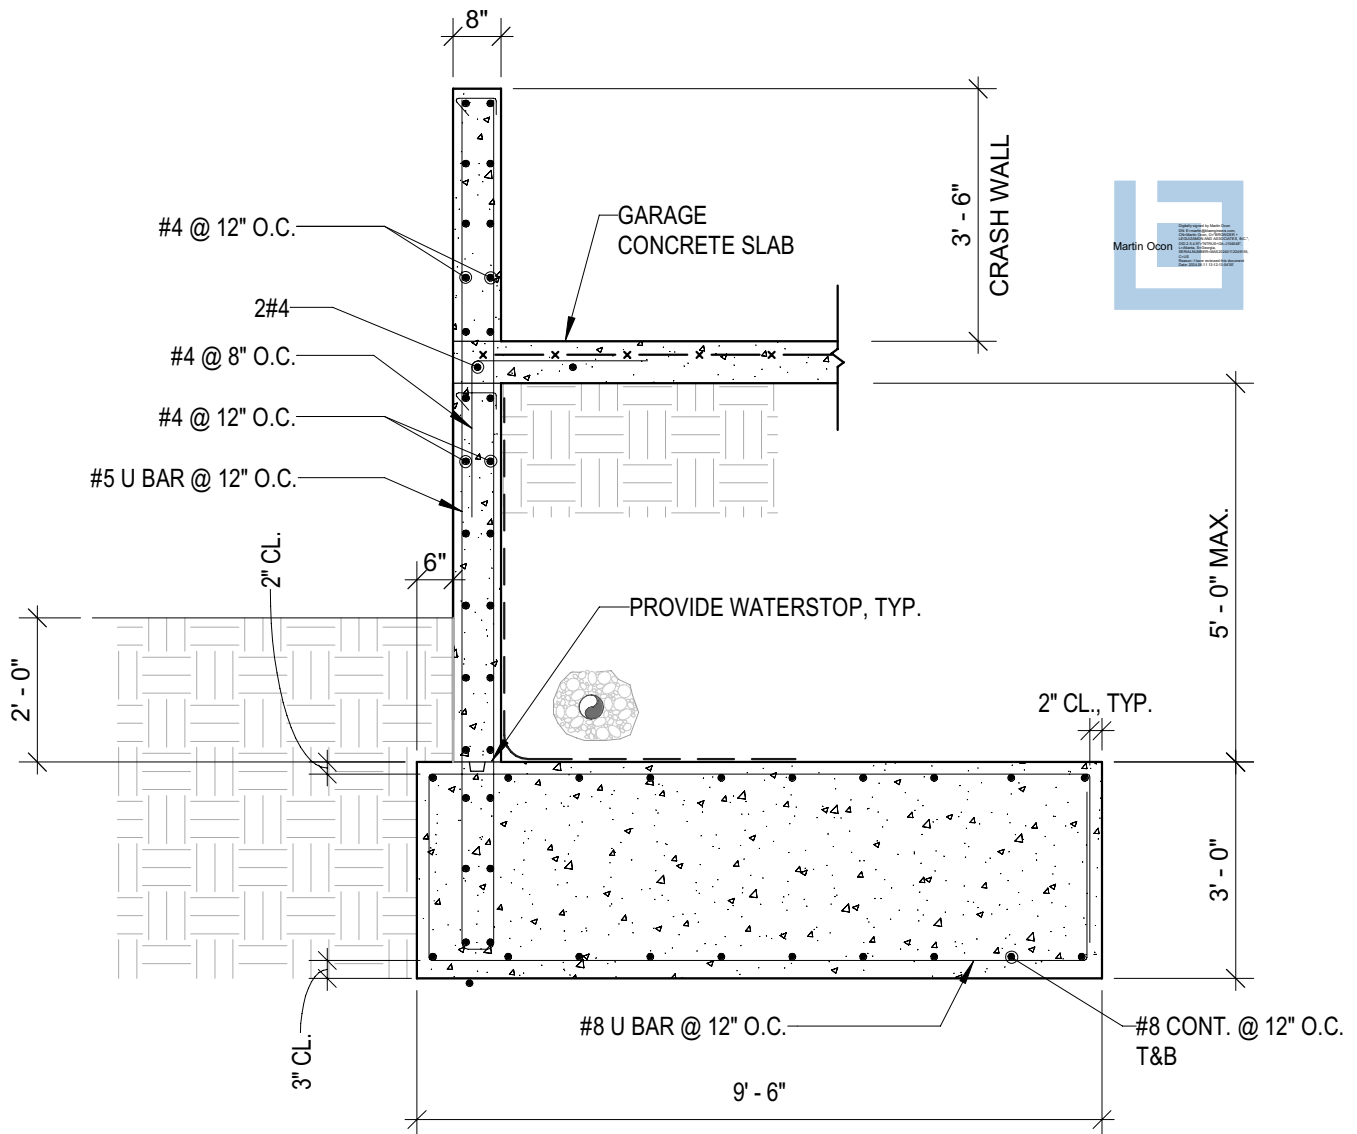 8"
3' - 6"
CRASH WALL
GARAGE
CONCRETE SLAB
#4 @ 12" O.C.
Martin Ocon
2#4
#4 @ 8" O.C.
#4 @ 12" O.C.
#5 U BAR @ 12" O.C.
2" CL.
6"
5' - 0" MAX.
PROVIDE WATERSTOP, TYP.
2' - 0"
2" CL., TYP.
3' - 0"
3" CL.
#8 U BAR @ 12" O.C.
#8 CONT. @ 12" O.C.
T&B
9' - 6"